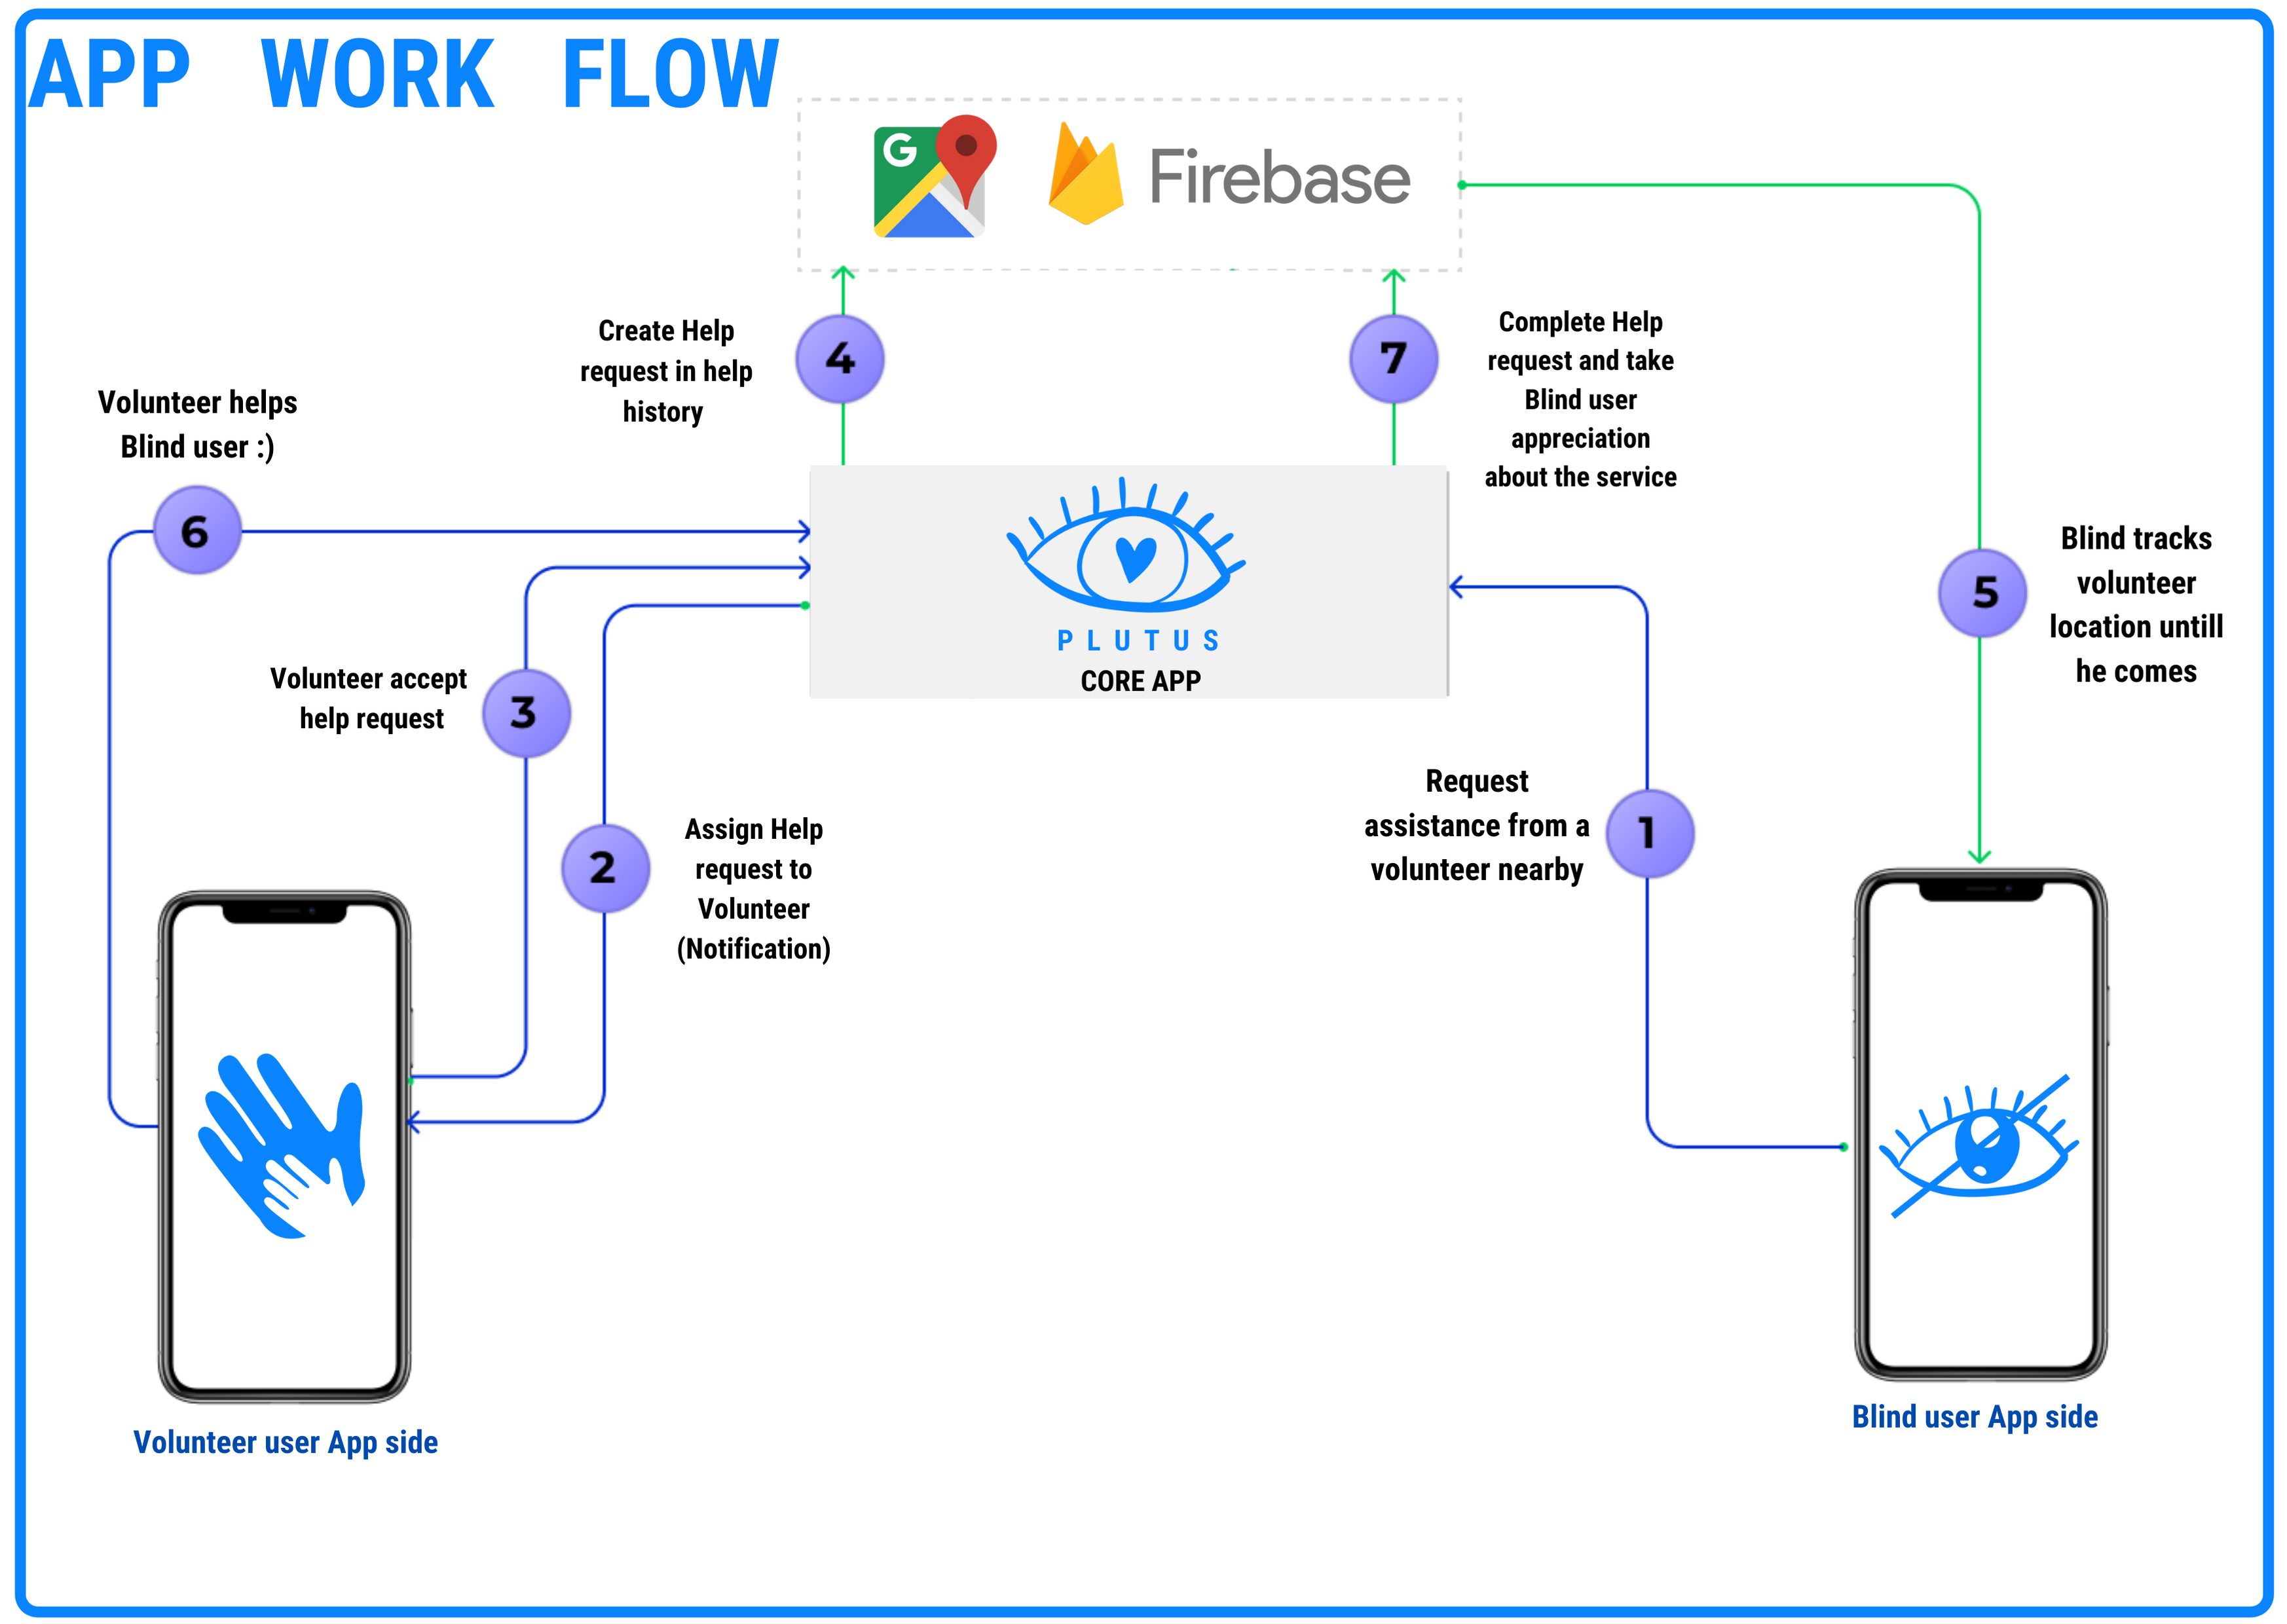 APP WORK FLOW
G
Firebase
Create Help
request in help
history
4
7
Complete Help
request and take
Blind user
appreciation
about the service
Volunteer helps
Blind user :)
6
PLUTUS
CORE APP
5
Blind tracks
volunteer
location untill
he comes
Volunteer accept
help request
3
2
Assign Help
request to
Volunteer
(Notification)
Request
assistance from a
volunteer nearby
1
Volunteer user App side
Blind user App side